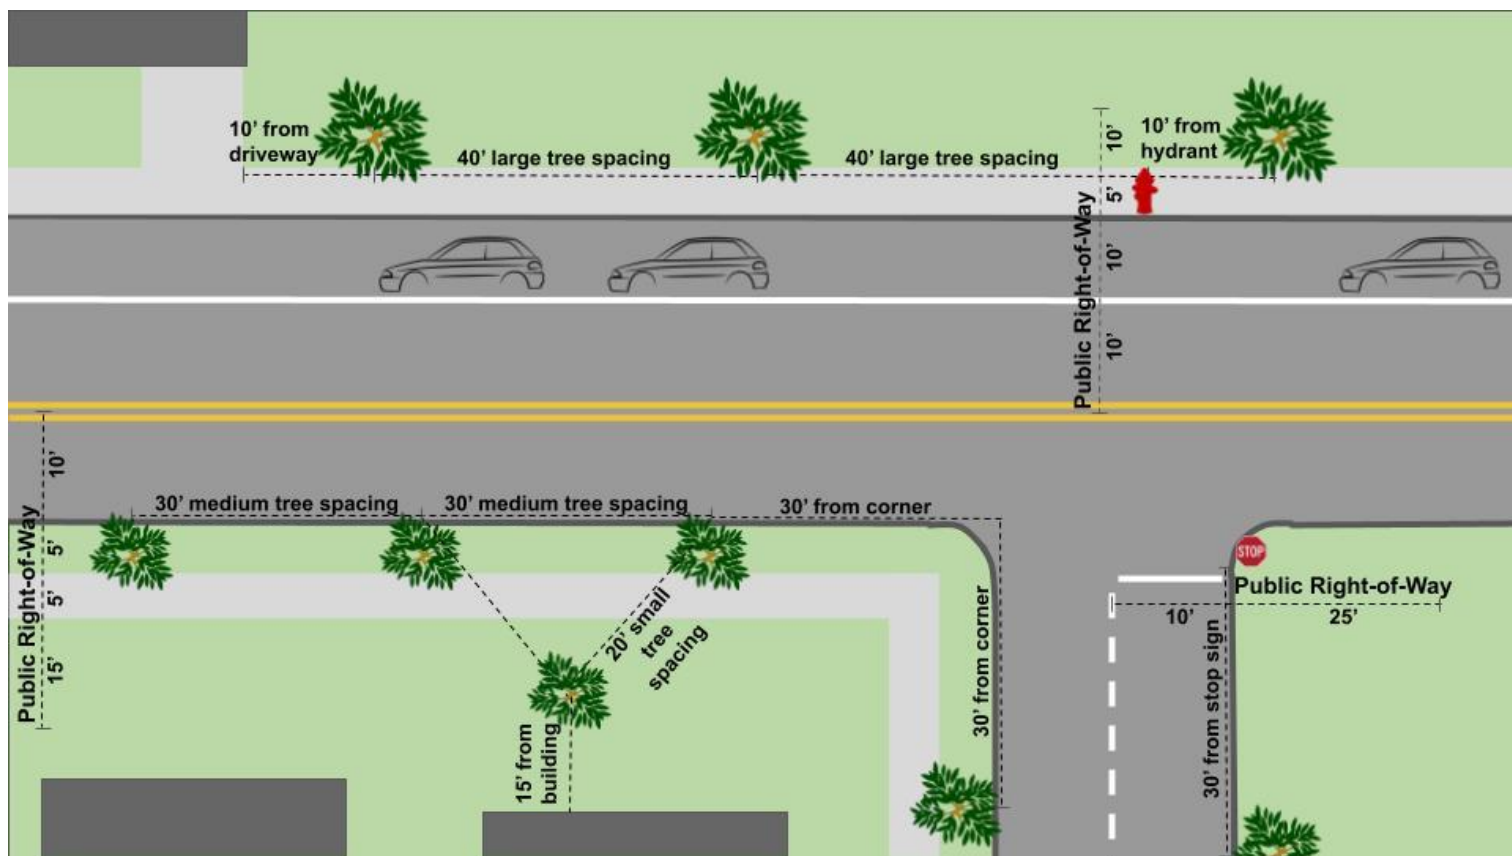 10’ from
driveway
40’ large tree spacing
40’ large tree spacing
10’
10’ from
hydrant
5’
Public Right-of-Way
10’
10’
10’
Public Right-of-Way
5’
5’
15’
30’ medium tree spacing
30’ medium tree spacing
30’ from corner
20’ small
tree
spacing
15’ from
building
30’ from corner
STOP
Public Right-of-Way
10’
25’
30’ from stop sign